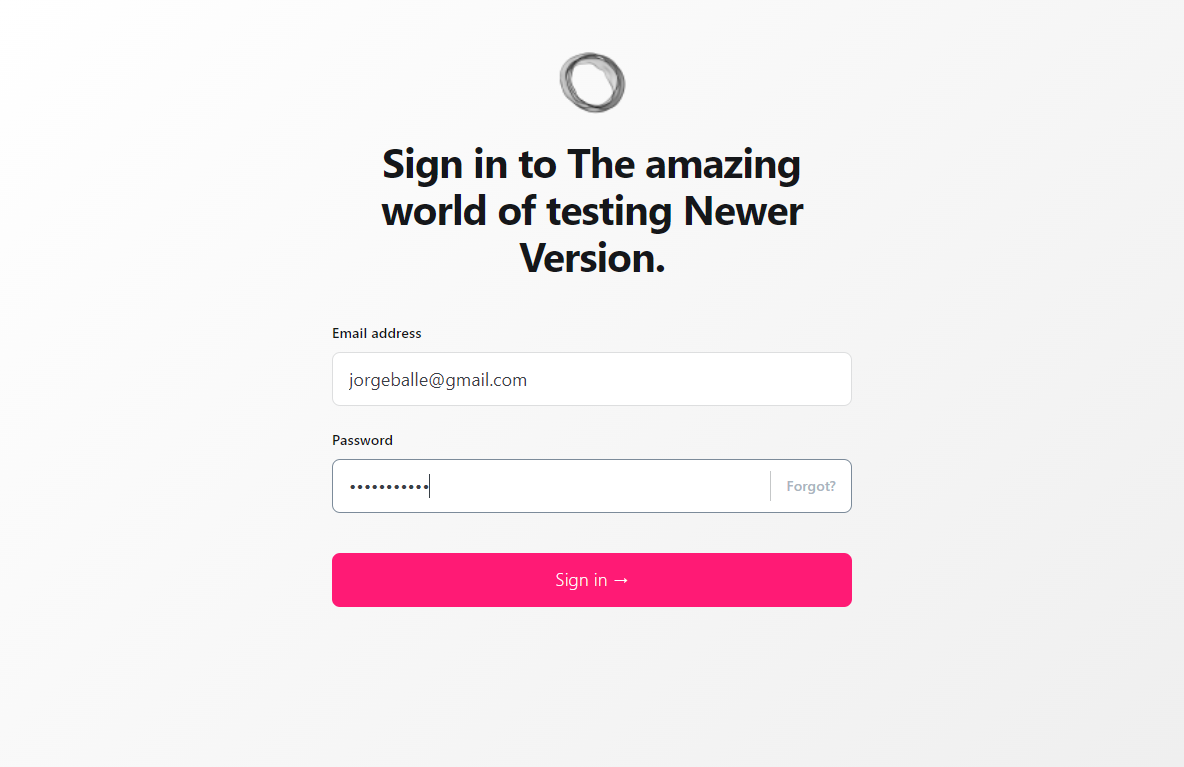 Sign in to The amazing
world of testing Newer
Version.
Email address
jorgeballe@gmail.com
Password
•••••••••••
Forgot?
Sign in →